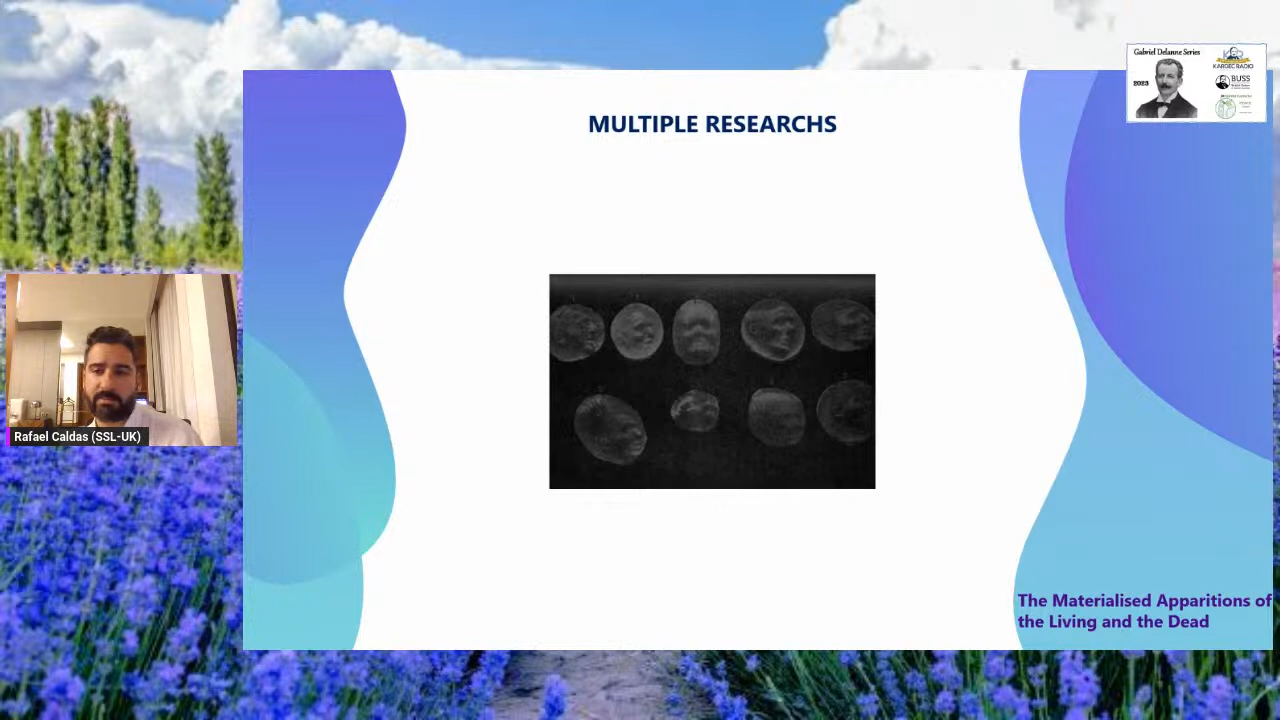 Gabriel Delanne Series
2023
KARDEC RADIO
BUSS
MULTIPLE RESEARCHS
Rafael Caldas (SSL-UK)
The Materialised Apparitions of
the Living and the Dead